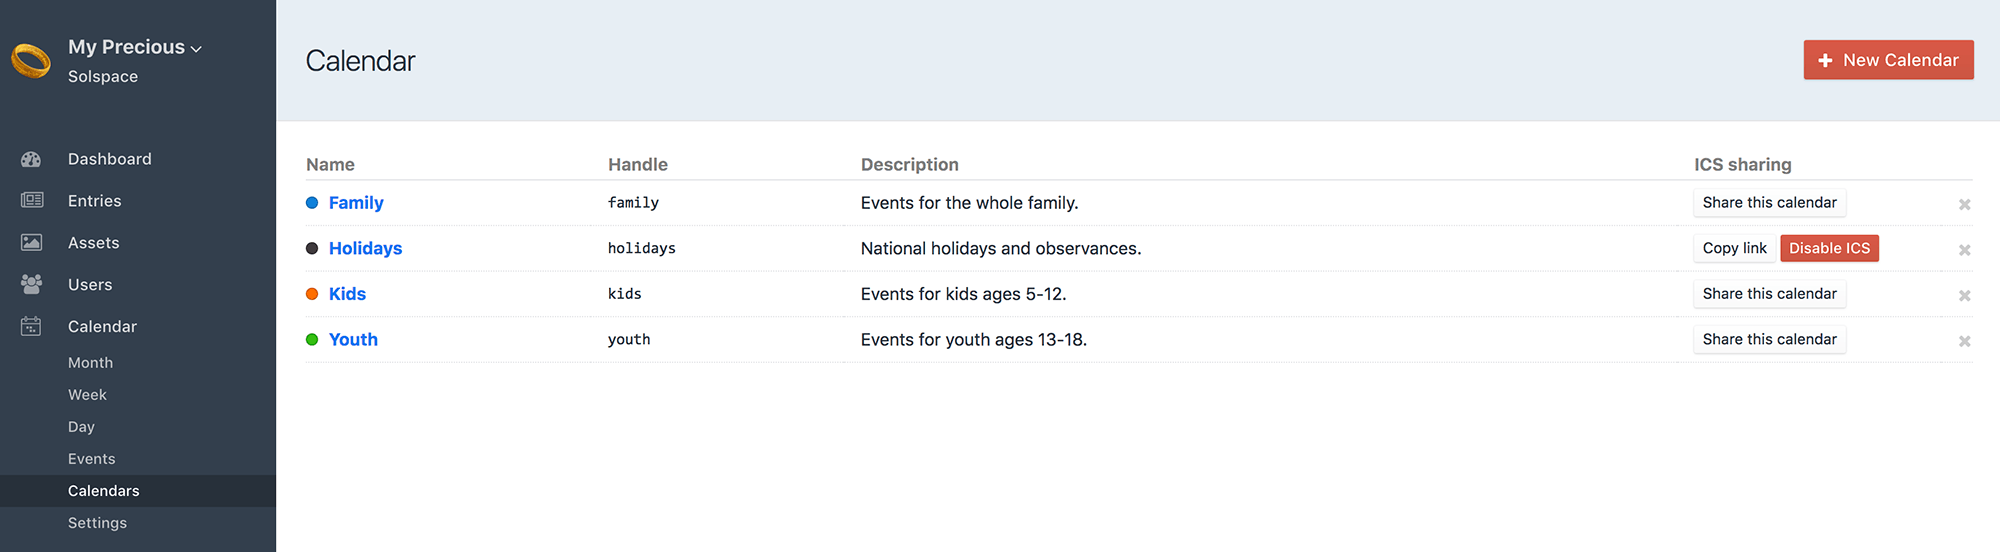 My Precious
Solspace
Dashboard
Entries
Assets
Users
Calendar
Month
Week
Day
Events
Calendars
Settings
Calendar
+ New Calendar
Name Handle Description ICS sharing
Family family Events for the whole family. Share this calendar
Holidays holidays National holidays and observances. Copy link Disable ICS
Kids kids Events for kids ages 5-12. Share this calendar
Youth youth Events for youth ages 13-18. Share this calendar